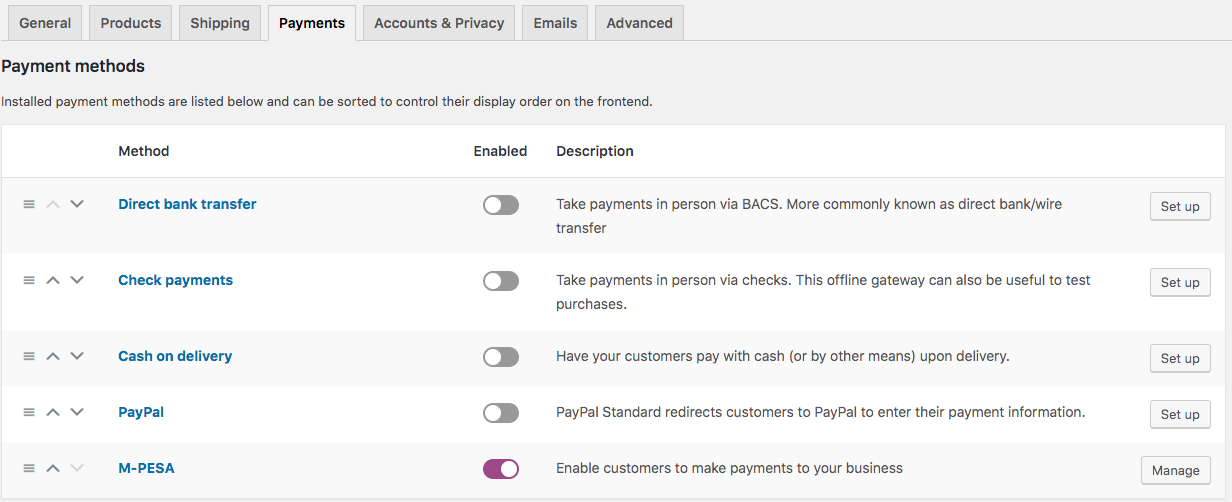 General Products Shipping Payments Accounts & Privacy Emails Advanced
Payment methods
Installed payment methods are listed below and can be sorted to control their display order on the frontend.
Method Enabled Description
Direct bank transfer Take payments in person via BACS. More commonly known as direct bank/wire Set up
transfer
Check payments Take payments in person via checks. This offline gateway can also be useful to test Set up
purchases.
Cash on delivery Have your customers pay with cash (or by other means) upon delivery. Set up
PayPal PayPal Standard redirects customers to PayPal to enter their payment information. Set up
M-PESA Enable customers to make payments to your business Manage